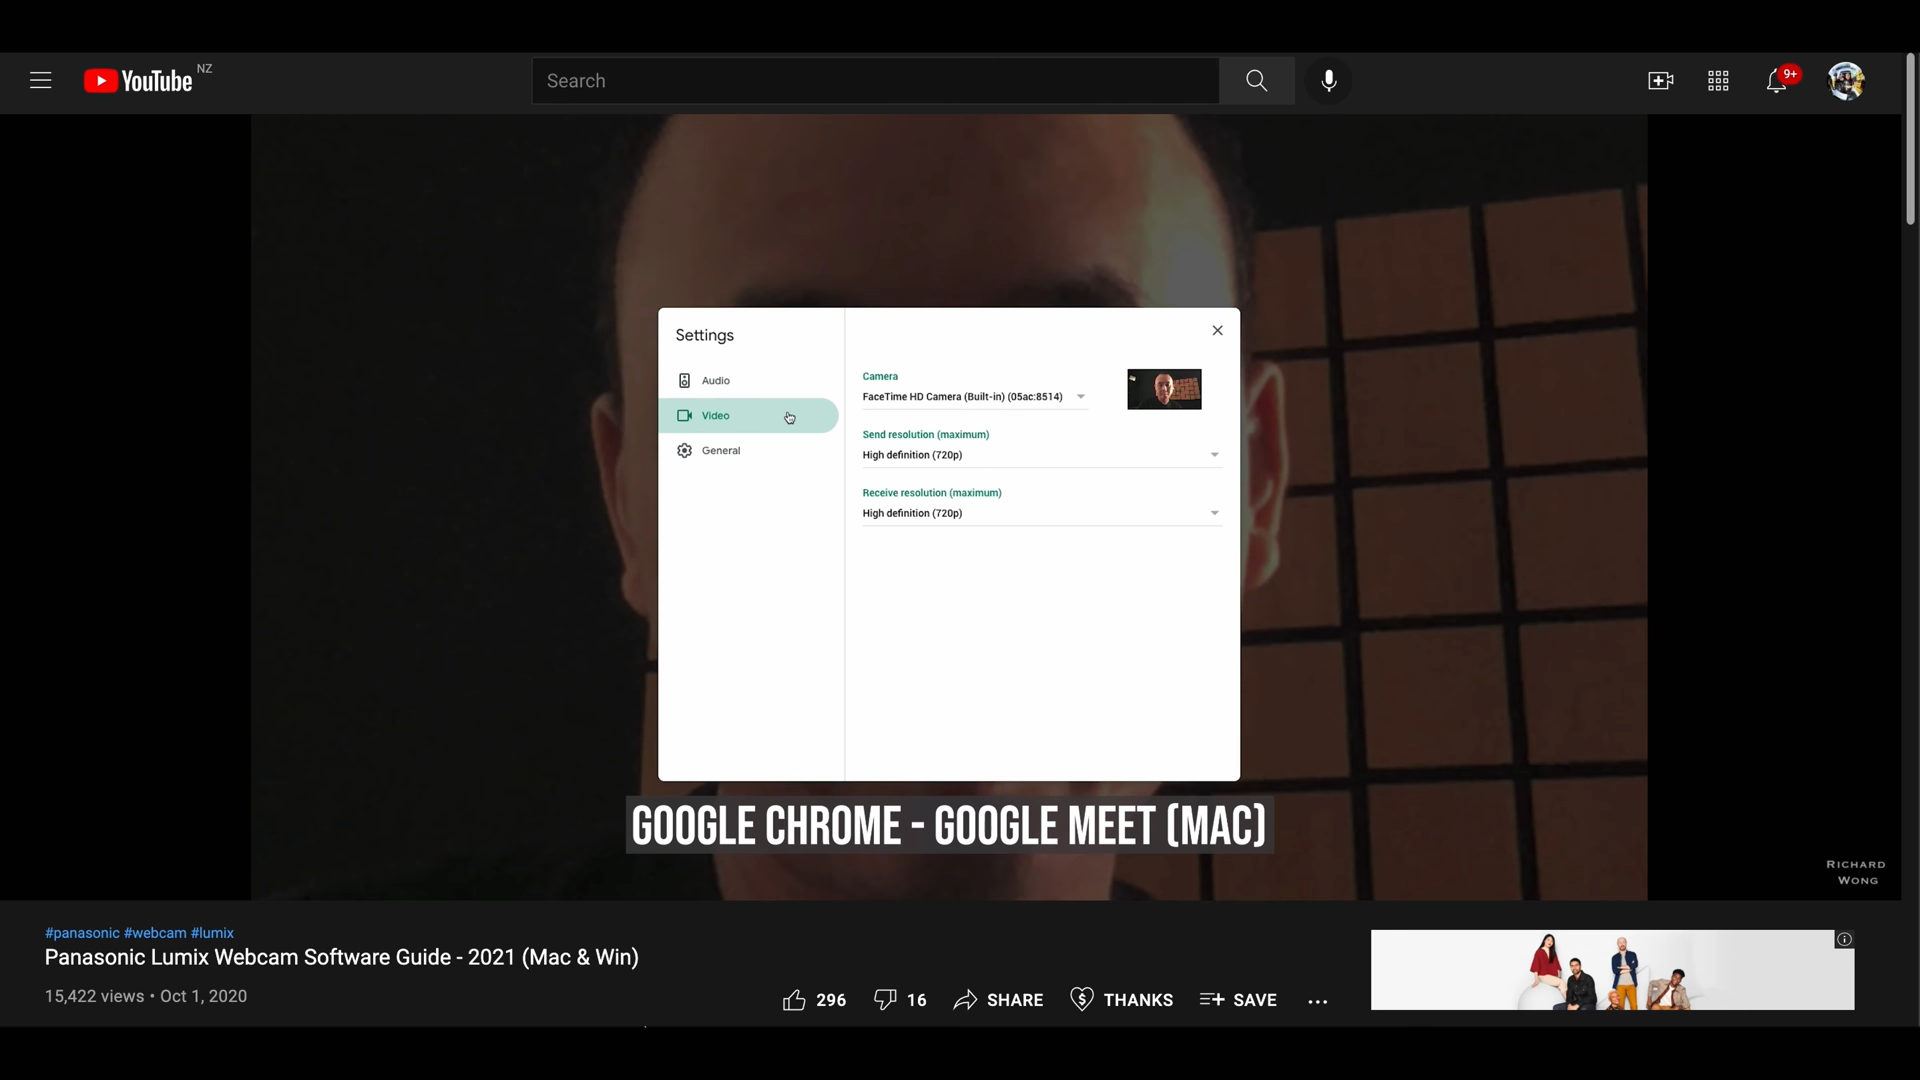 YouTube NZ
Search
9+
Settings
Audio
Video
General
Camera
FaceTime HD Camera (Built-in) (05ac:8514)
Send resolution (maximum)
High definition (720p)
Receive resolution (maximum)
High definition (720p)
GOOGLE CHROME - GOOGLE MEET (MAC)
RICHARD
WONG
#panasonic #webcam #lumix
Panasonic Lumix Webcam Software Guide - 2021 (Mac & Win)
15,422 views • Oct 1, 2020
296
16
SHARE
THANKS
SAVE